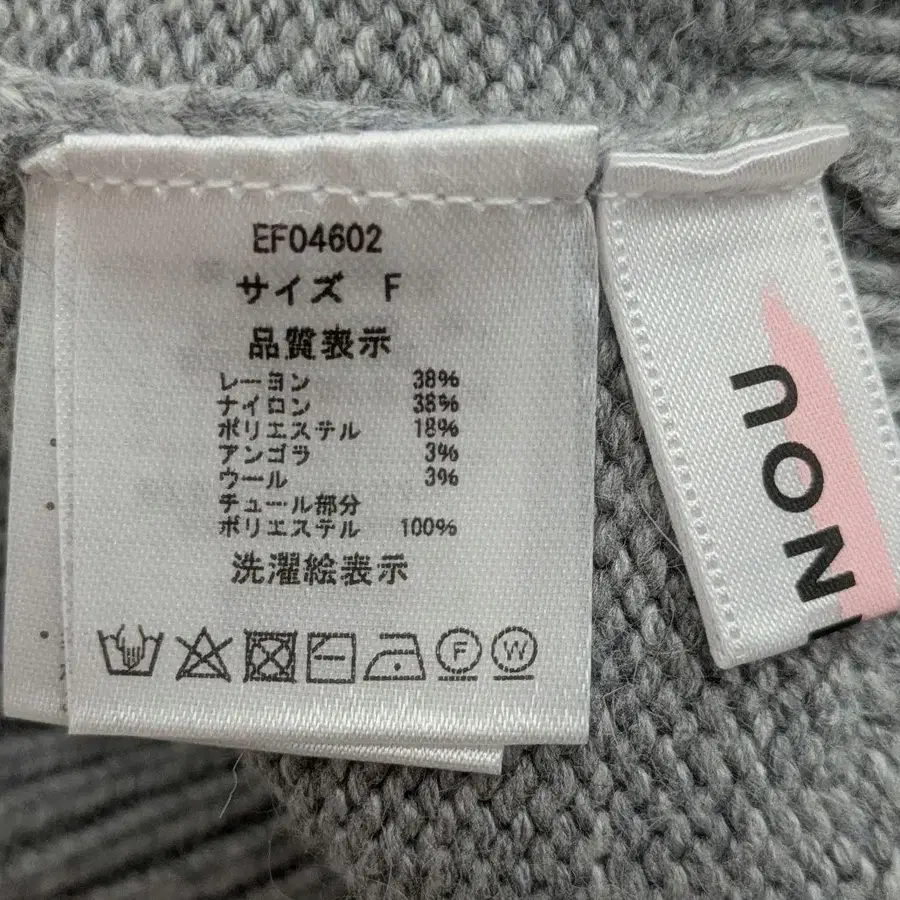 EF04602
サイズ F
品質表示
レーヨン 38%
ナイロン 38%
ポリエステル 18%
アンゴラ 3%
ウール 3%
チュール部分
ポリエステル 100%
洗濯絵表示
F W
NOU